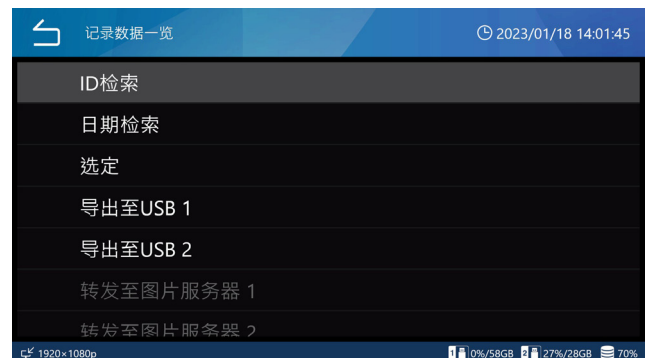 记录数据一览 2023/01/18 14:01:45
ID检索
日期检索
选定
导出至USB 1
导出至USB 2
转发至图片服务器 1
转发至图片服务器 2
1920×1080p 1 0%/58GB 2 27%/28GB 70%